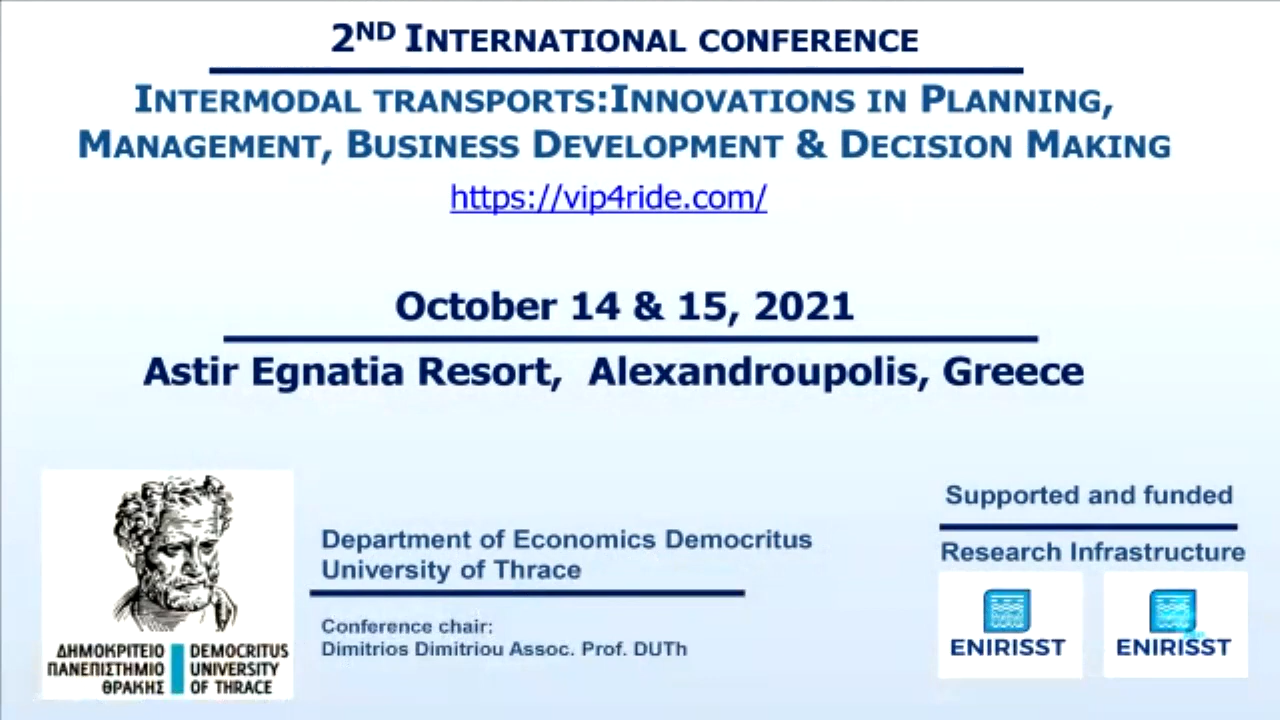 2ND INTERNATIONAL CONFERENCE
INTERMODAL TRANSPORTS:INNOVATIONS IN PLANNING,
MANAGEMENT, BUSINESS DEVELOPMENT & DECISION MAKING
https://vip4ride.com/
October 14 & 15, 2021
Astir Egnatia Resort, Alexandroupolis, Greece
ΔΗΜΟΚΡΙΤΕΙΟ
ΠΑΝΕΠΙΣΤΗΜΙΟ
ΘΡΑΚΗΣ
DEMOCRITUS
UNIVERSITY
OF THRACE
Department of Economics Democritus
University of Thrace
Conference chair:
Dimitrios Dimitriou Assoc. Prof. DUTh
Supported and funded
Research Infrastructure
ENIRISST
ENIRISST